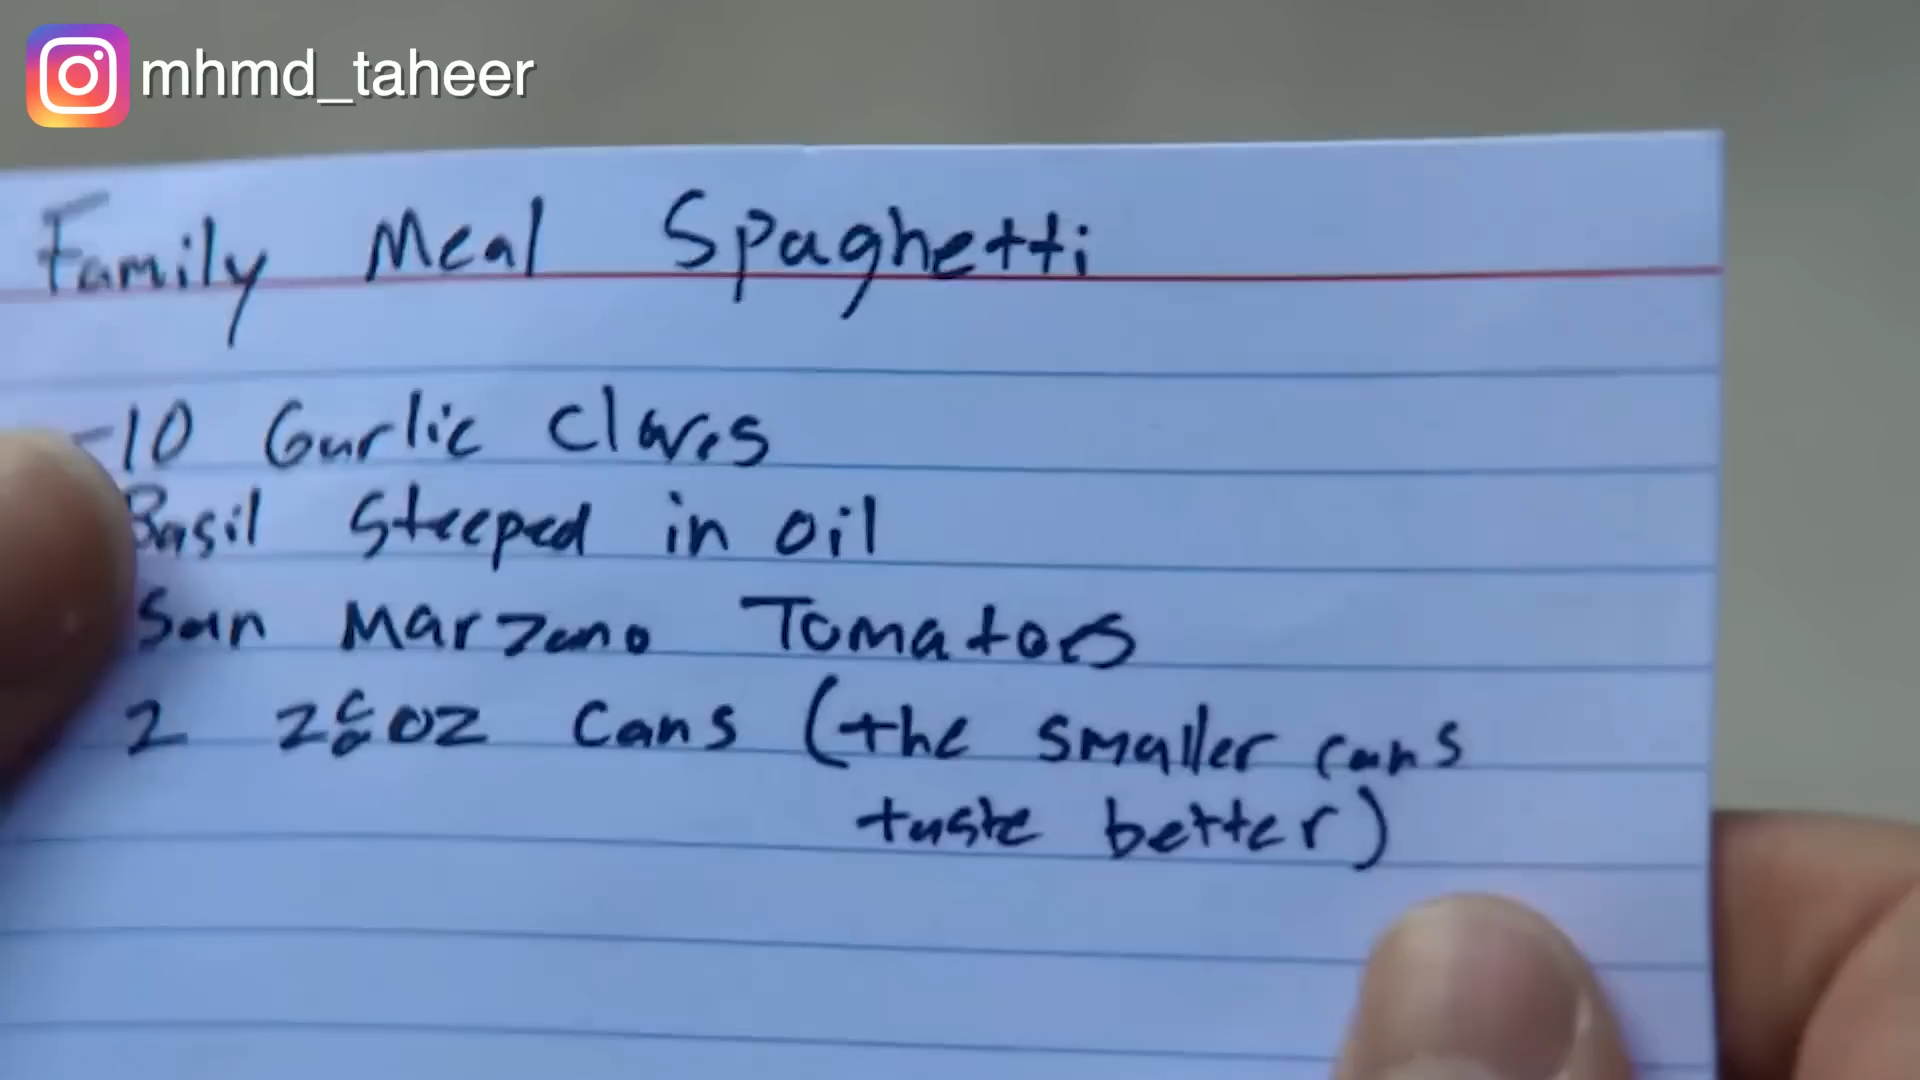 mhmd_taheer
Family Meal Spaghetti
-10 Garlic Cloves
Basil Steeped in oil
San Marzano Tomatoes
2 28oz Cans (the smaller cans
taste better)